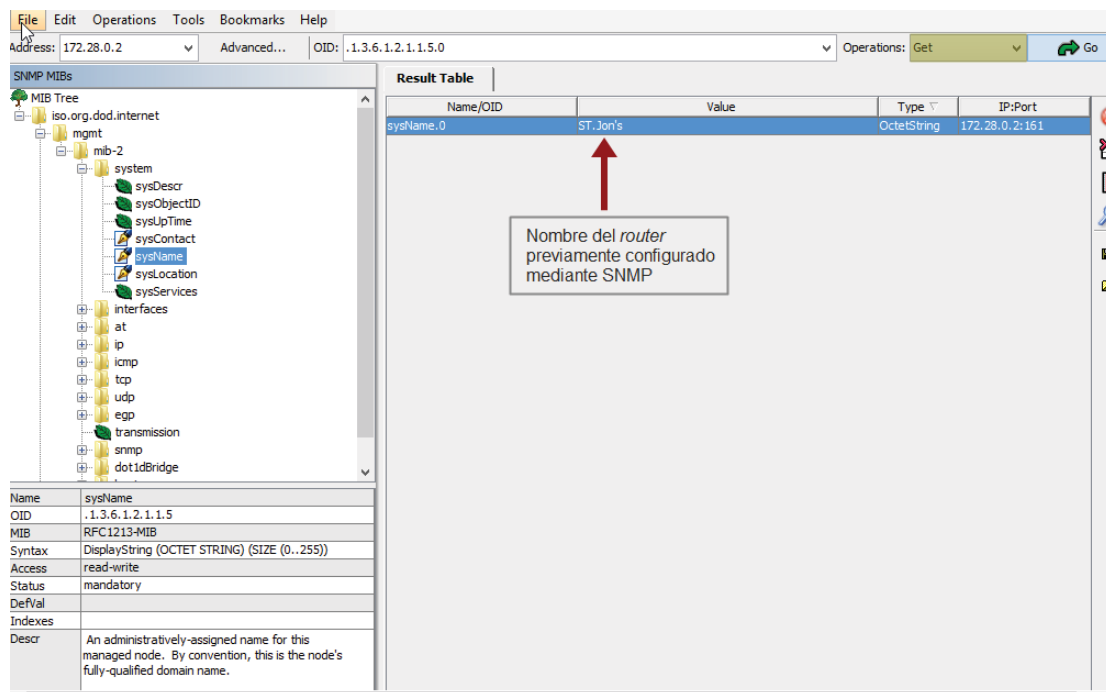 File Edit Operations Tools Bookmarks Help
Address: 172.28.0.2 Advanced... OID: .1.3.6.1.2.1.1.5.0 Operations: Get Go
SNMP MIBs
Result Table
MIB Tree
iso.org.dod.internet
mgmt
mib-2
system
sysDescr
sysObjectID
sysUpTime
sysContact
sysName
sysLocation
sysServices
interfaces
at
ip
icmp
tcp
udp
egp
transmission
snmp
dot1dBridge
Name/OID Value Type IP:Port
sysName.0 ST.Jon's OctetString 172.28.0.2:161
Nombre del router
previamente configurado
mediante SNMP
Name sysName
OID .1.3.6.1.2.1.1.5
MIB RFC1213-MIB
Syntax DisplayString (OCTET STRING) (SIZE (0..255))
Access read-write
Status mandatory
DefVal
Indexes
Descr An administratively-assigned name for this
managed node. By convention, this is the node's
fully-qualified domain name.